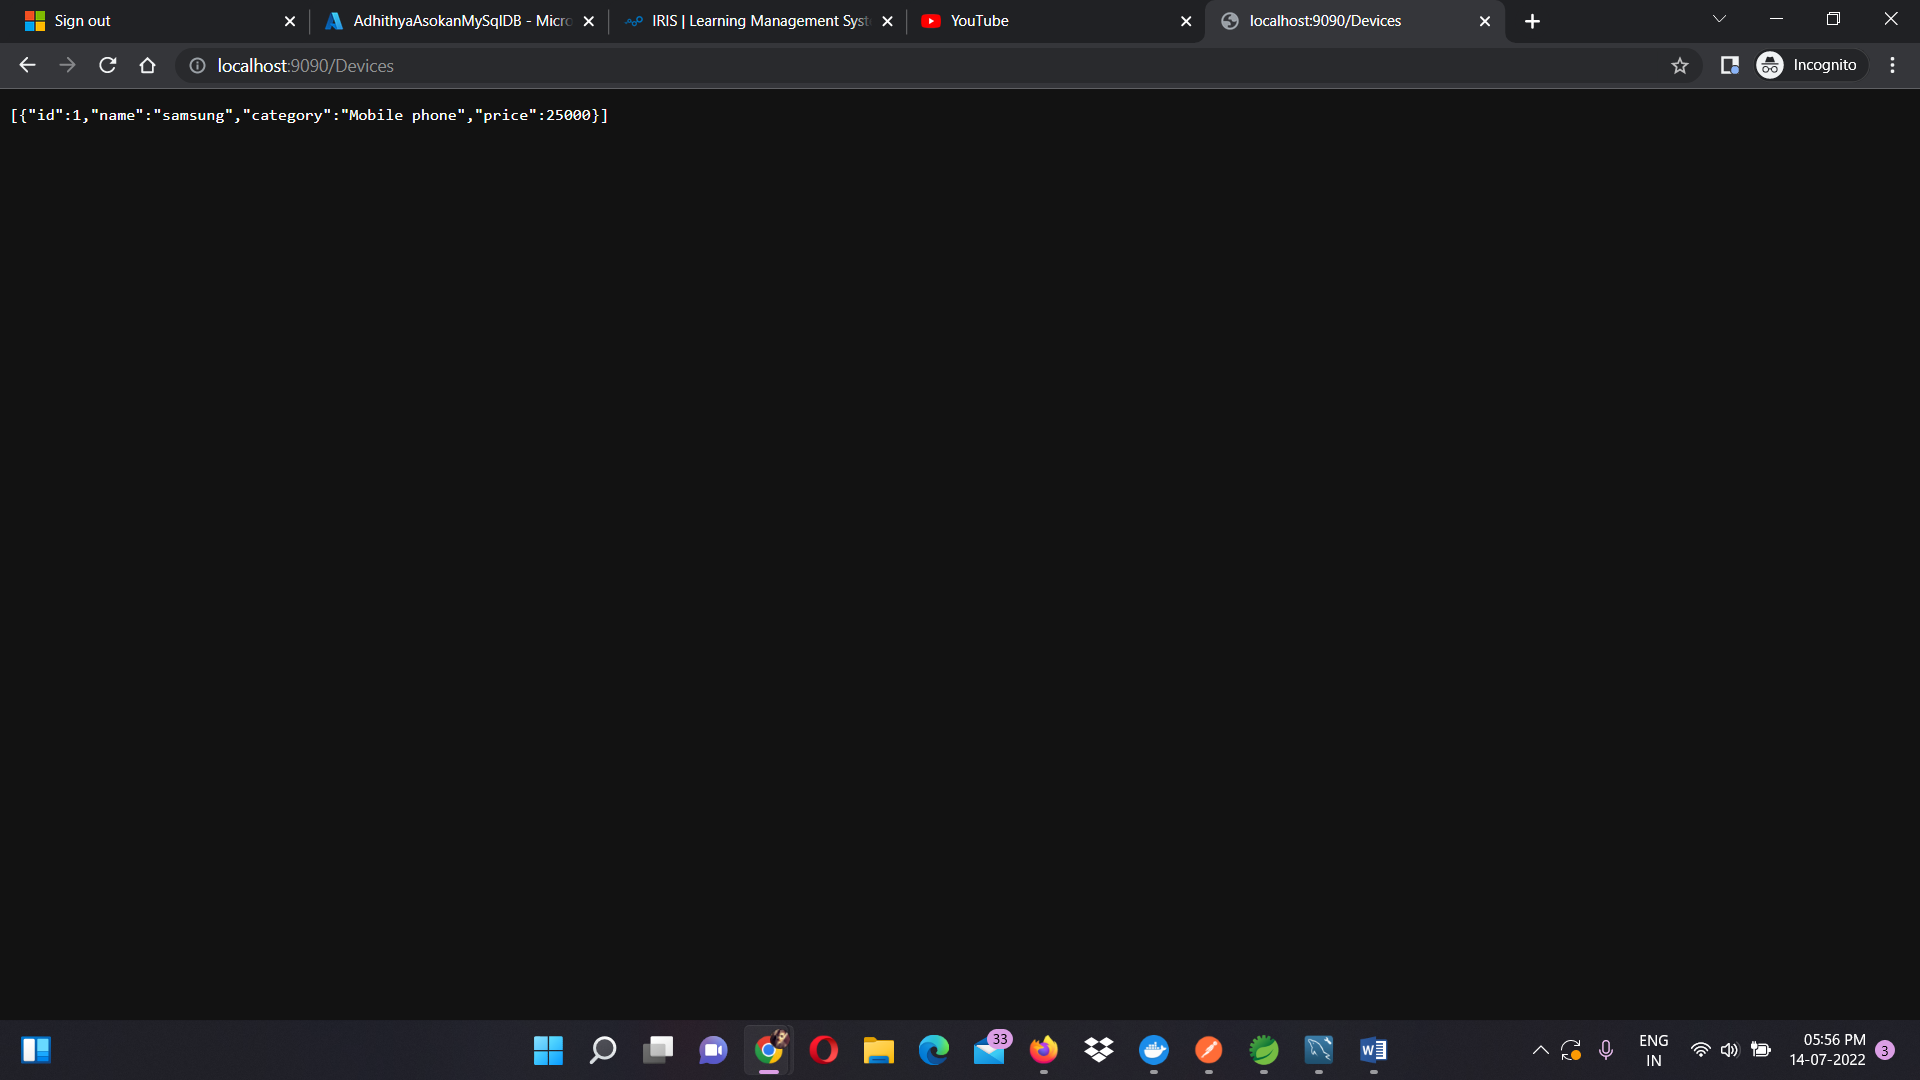 Sign out
AdhithyaAsokanMySqlDB - Micro
IRIS | Learning Management Syst
YouTube
localhost:9090/Devices
localhost:9090/Devices
Incognito
[{"id":1,"name":"samsung","category":"Mobile phone","price":25000}]
33
ENG
IN
05:56 PM
14-07-2022
3